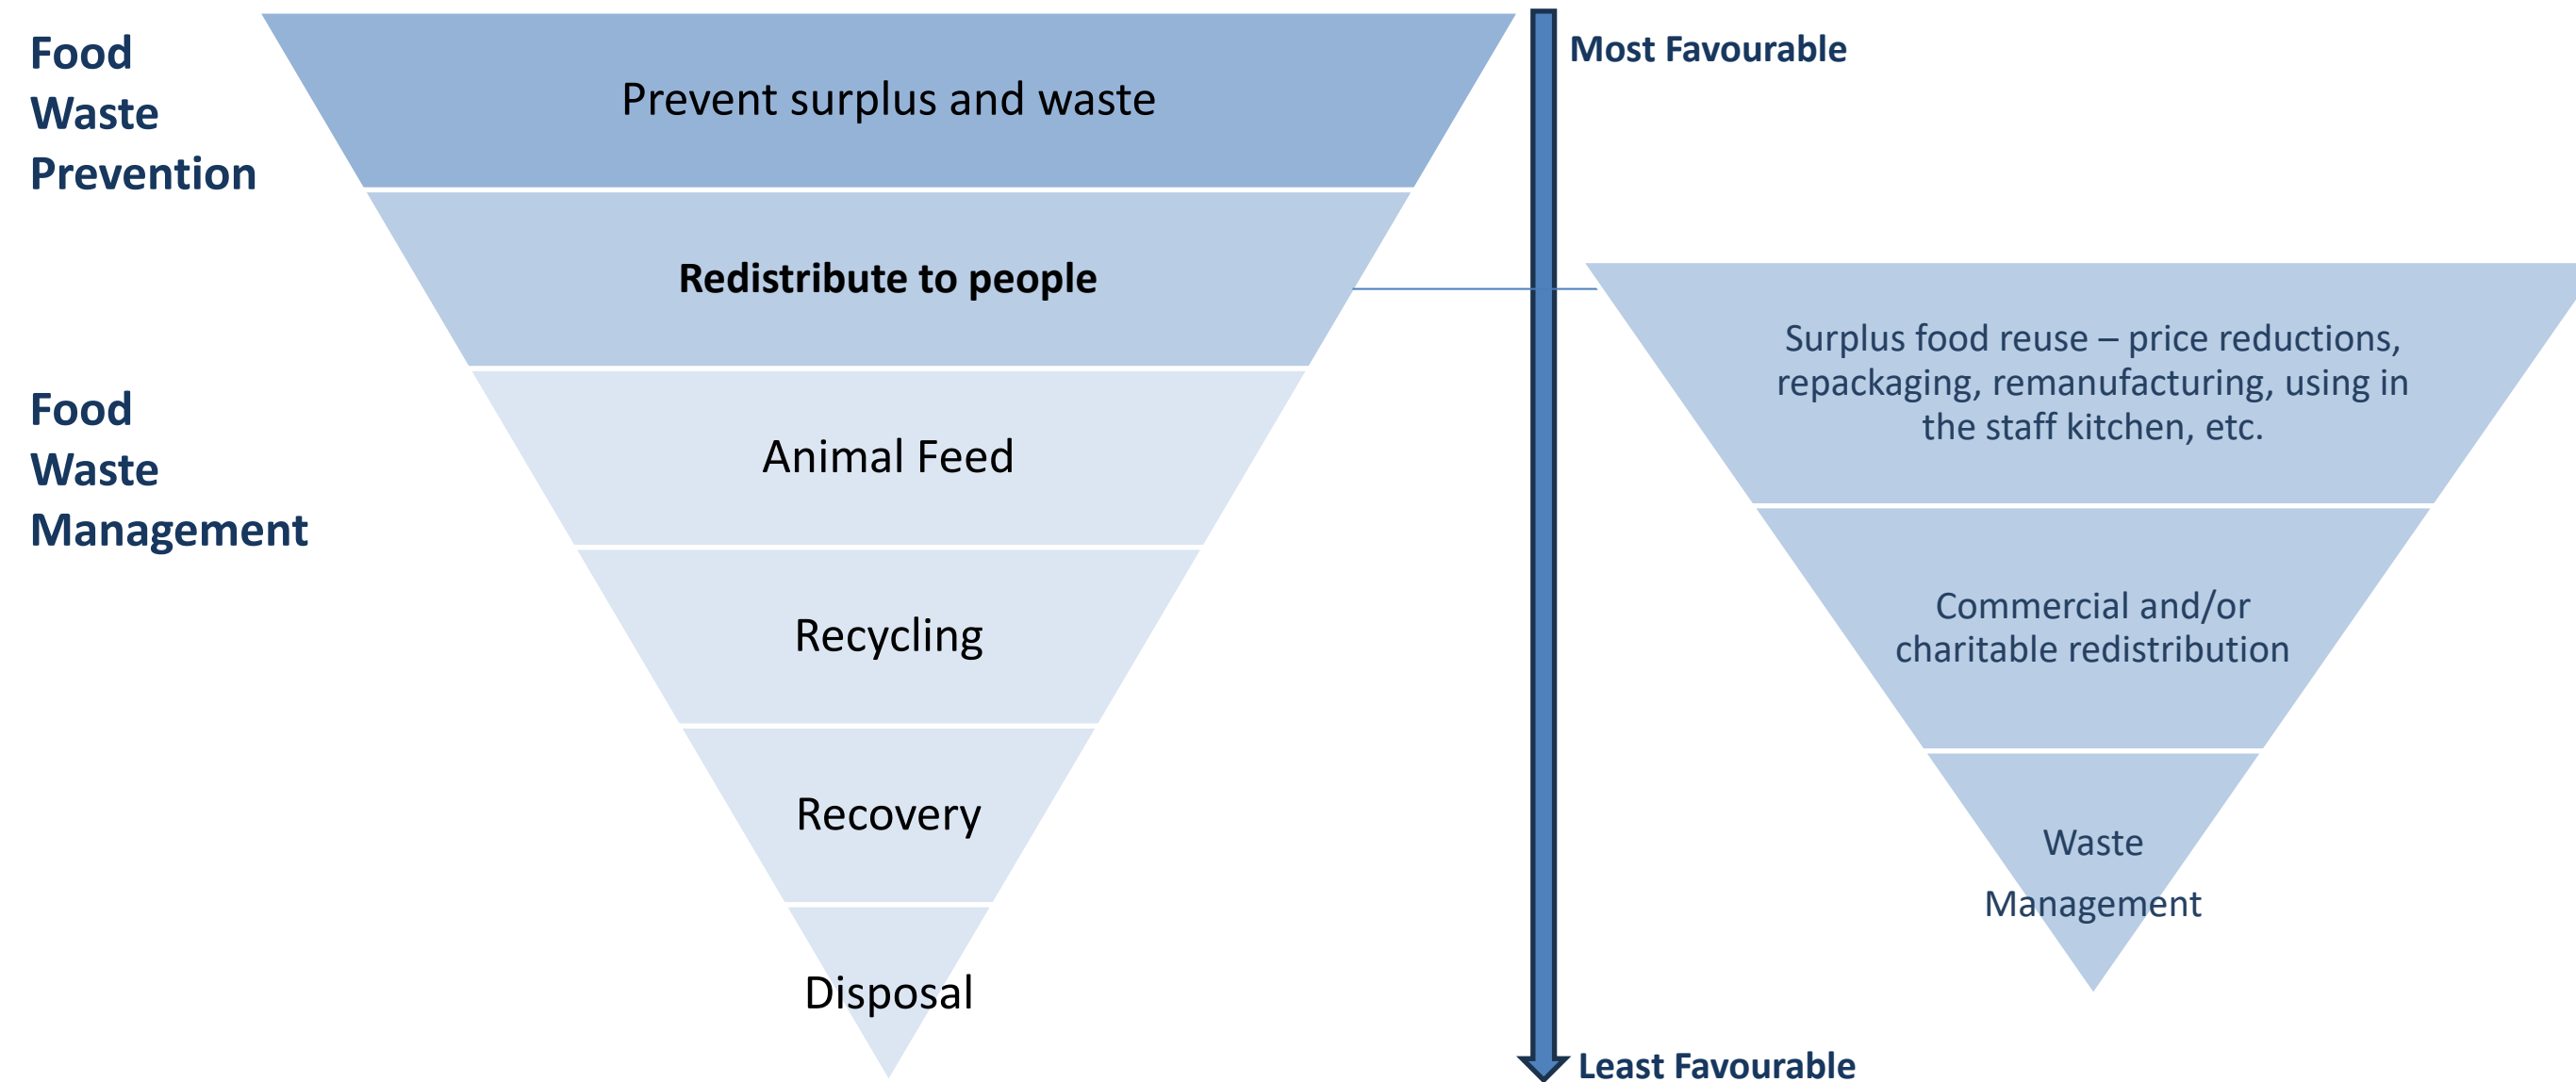 Food
Waste
Prevention
Prevent surplus and waste
Redistribute to people
Food
Waste
Management
Animal Feed
Recycling
Recovery
Disposal
Most Favourable
Surplus food reuse – price reductions,
repackaging, remanufacturing, using in
the staff kitchen, etc.
Commercial and/or
charitable redistribution
Waste
Management
Least Favourable